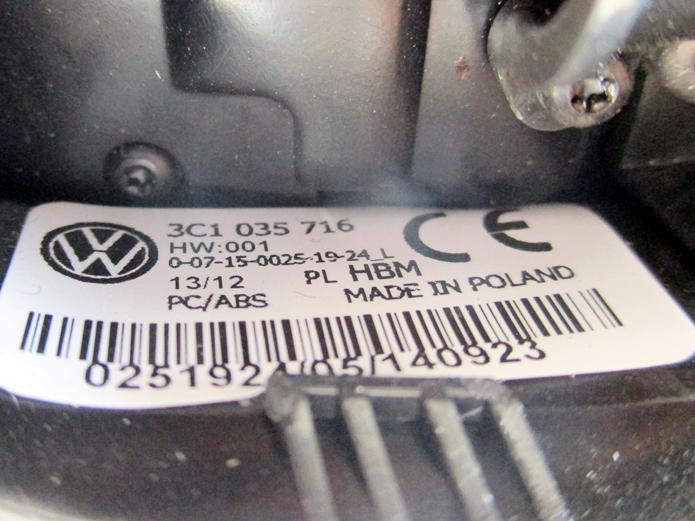 3C1 035 716 CE
HW:001
0-07-15-0025-19-24_L
13/12 PL HBM
PC/ABS MADE IN POLAND
0251924/05/140923